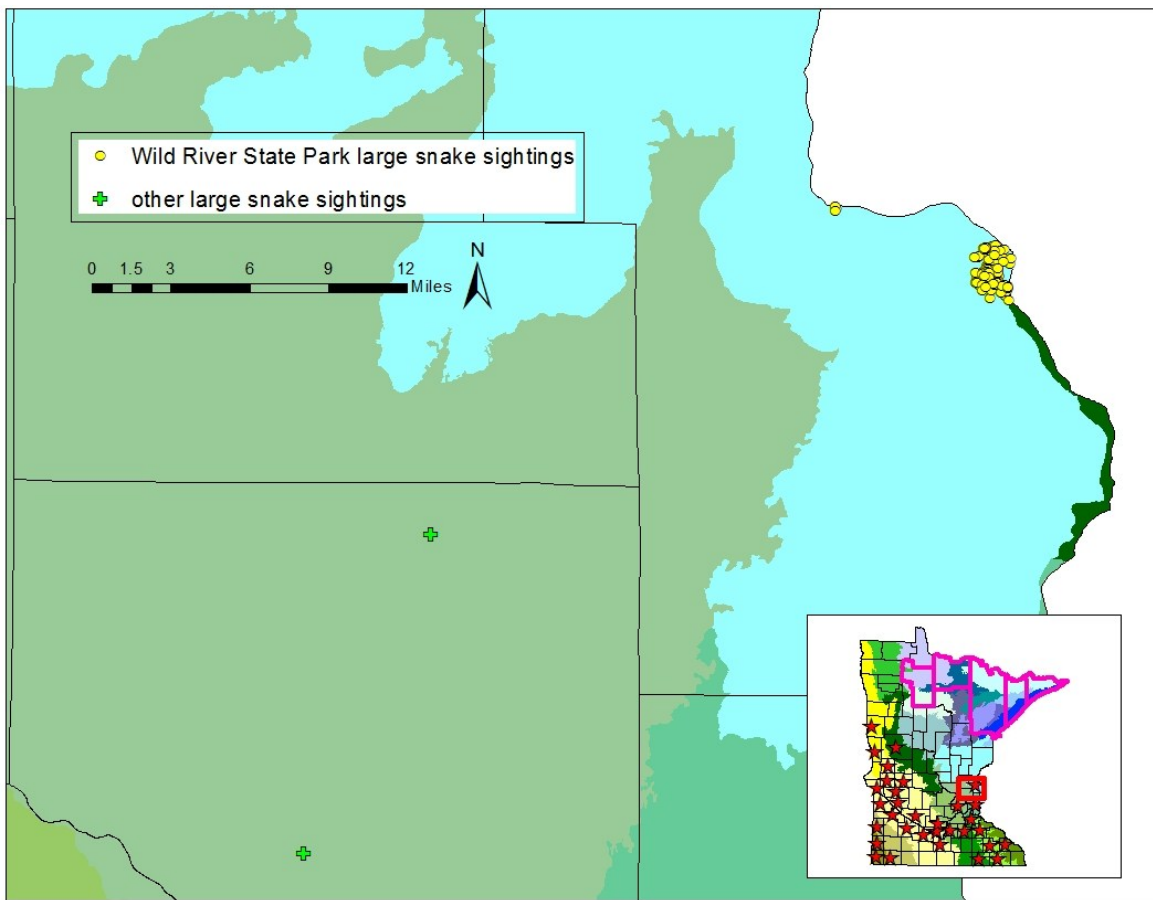 Wild River State Park large snake sightings
other large snake sightings
N
0 1.5 3 6 9 12
Miles